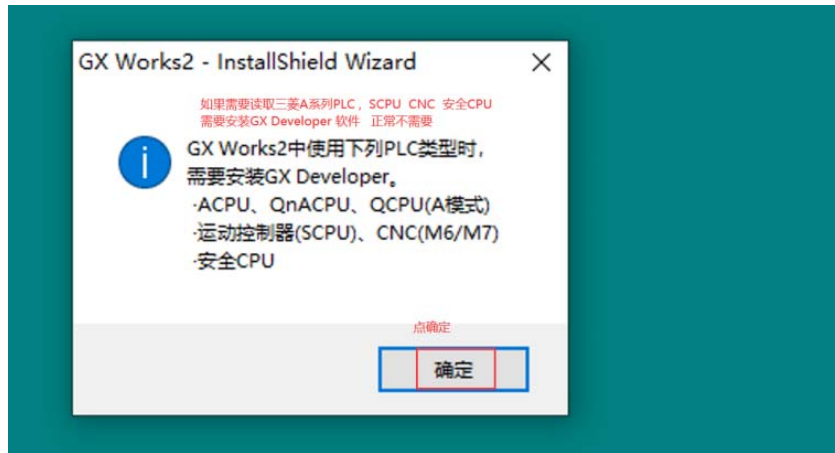 GX Works2 - InstallShield Wizard
如果需要读取三菱A系列PLC，SCPU CNC 安全CPU
需要安装GX Developer 软件 正常不需要
GX Works2中使用下列PLC类型时，
需要安装GX Developer。
·ACPU、QnACPU、QCPU(A模式)
·运动控制器(SCPU)、CNC(M6/M7)
·安全CPU
点确定
确定